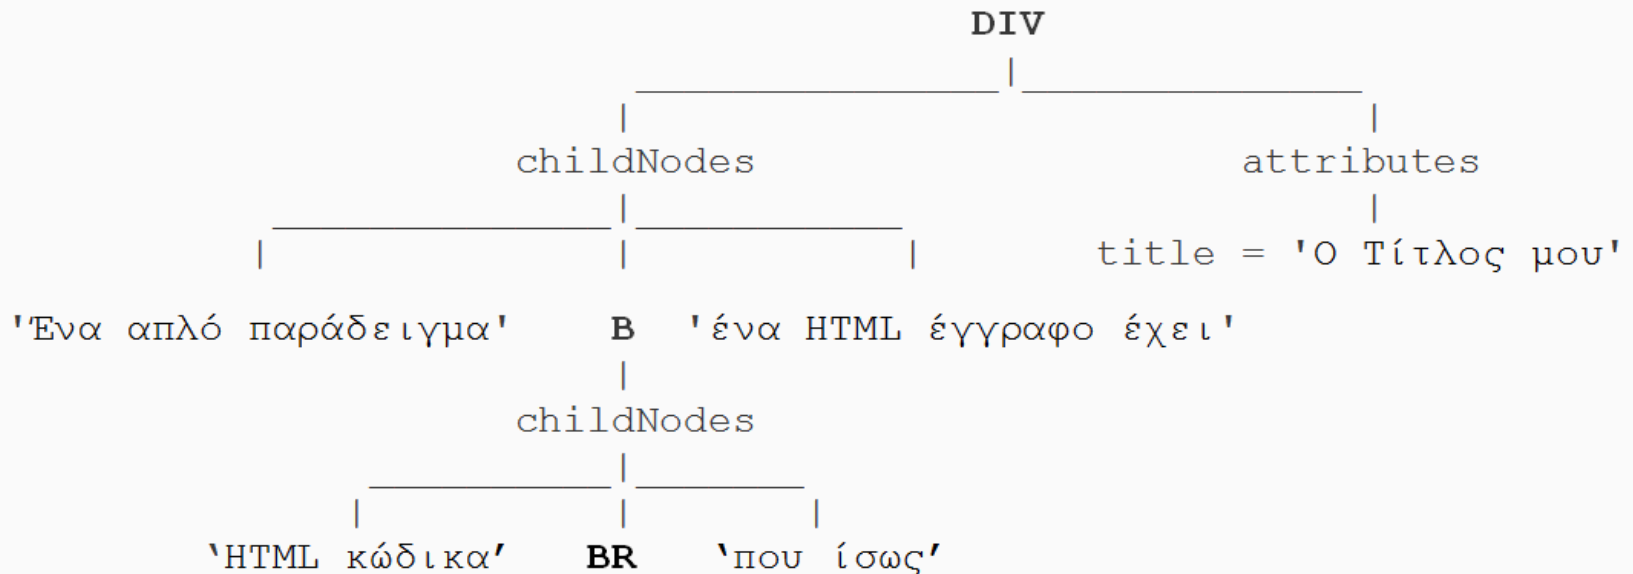 DIV
childNodes attributes
title = 'Ο Τίτλος μου'
'Ένα απλό παράδειγμα' B 'ένα HTML έγγραφο έχει'
childNodes
‘HTML κώδικα’ BR ‘που ίσως’